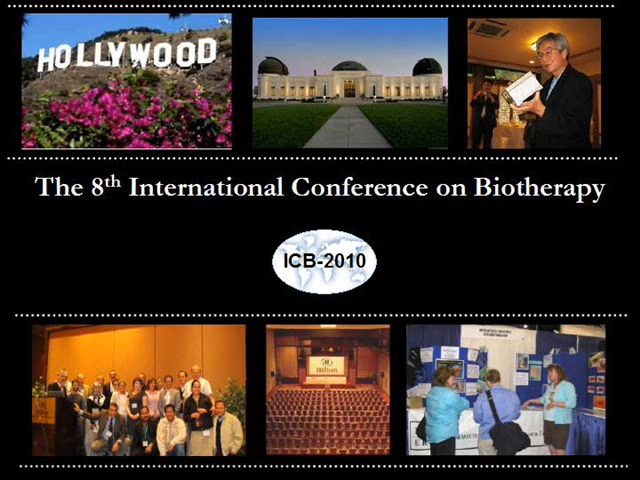 HOLLYWOOD
The 8th International Conference on Biotherapy
ICB-2010
Hilton